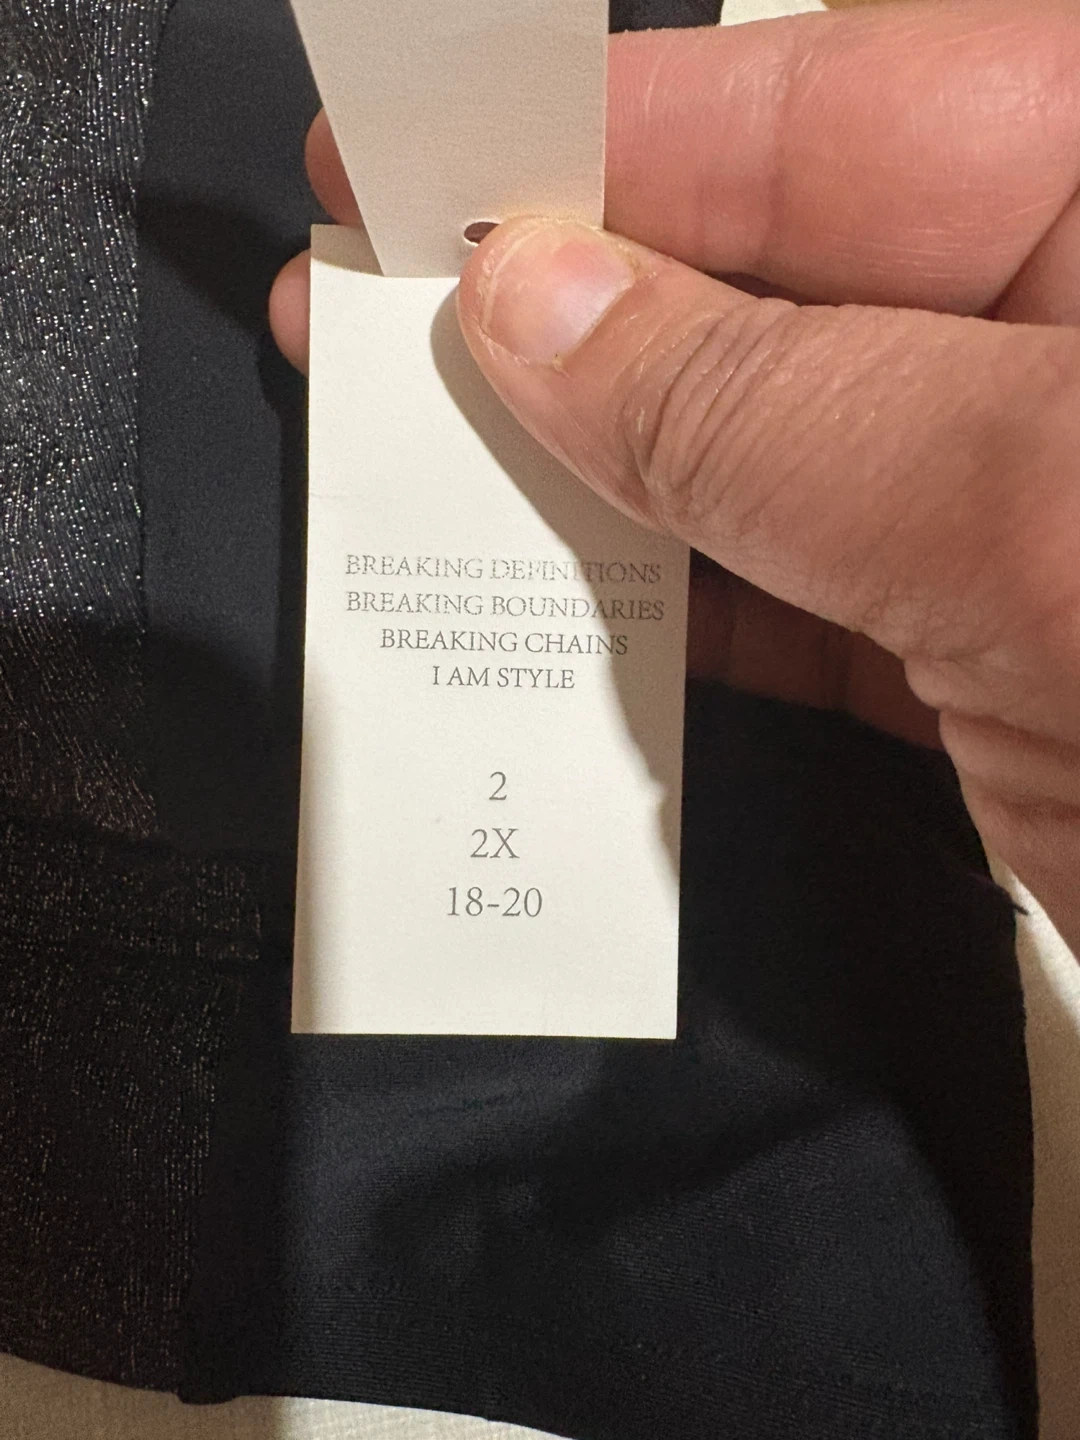 BREAKING DEFINITIONS
BREAKING BOUNDARIES
BREAKING CHAINS
I AM STYLE
2
2X
18-20